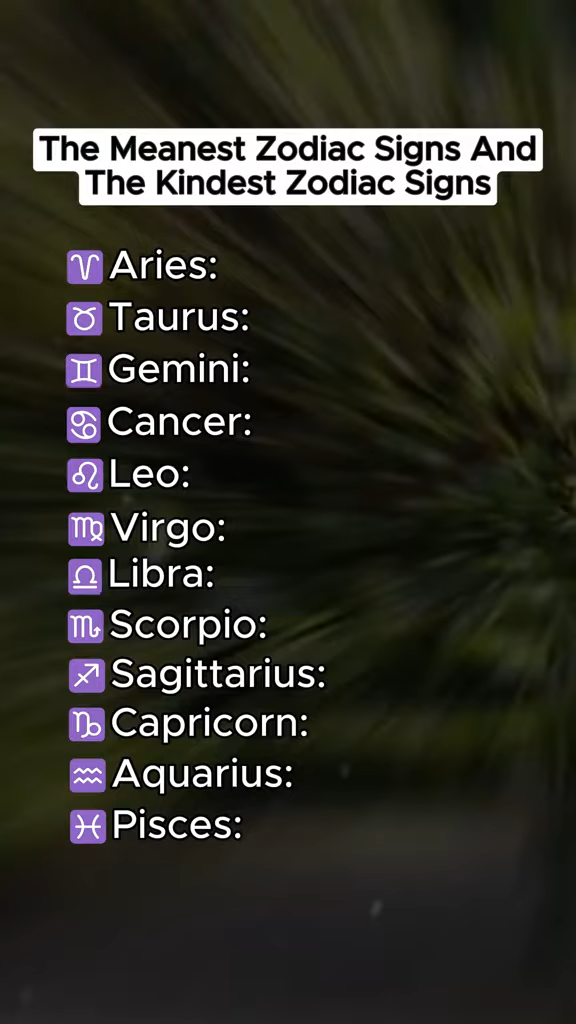 The Meanest Zodiac Signs And
The Kindest Zodiac Signs
♈ Aries:
♉ Taurus:
♊ Gemini:
♋ Cancer:
♌ Leo:
♍ Virgo:
♎ Libra:
♏ Scorpio:
♐ Sagittarius:
♑ Capricorn:
♒ Aquarius:
♓ Pisces: